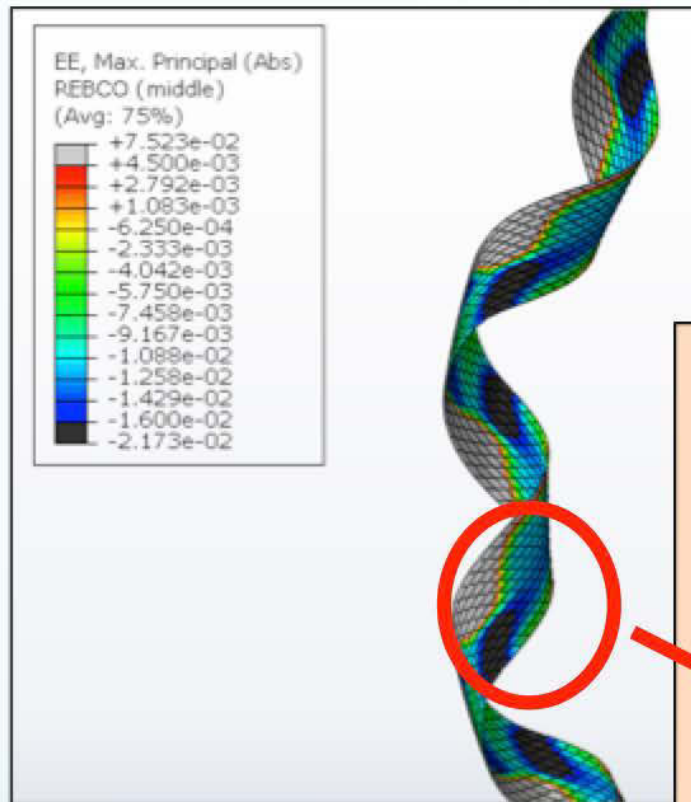 EE, Max. Principal (Abs)
REBCO (middle)
(Avg: 75%)
+7.523e-02
+4.500e-03
+2.792e-03
+1.083e-03
-6.250e-04
-2.333e-03
-4.042e-03
-5.750e-03
-7.458e-03
-9.167e-03
-1.088e-02
-1.258e-02
-1.429e-02
-1.600e-02
-2.173e-02